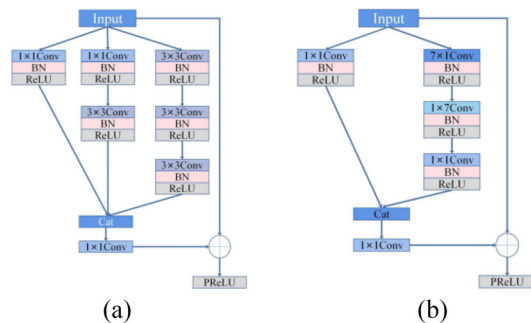 Input
1×1Conv
BN
ReLU
1×1Conv
BN
ReLU
3×3Conv
BN
ReLU
3×3Conv
BN
ReLU
3×3Conv
BN
ReLU
3×3Conv
BN
ReLU
Cat
1×1Conv
PReLU
(a)
Input
1×1Conv
BN
ReLU
7×1Conv
BN
ReLU
1×7Conv
BN
ReLU
1×1Conv
BN
ReLU
Cat
1×1Conv
PReLU
(b)